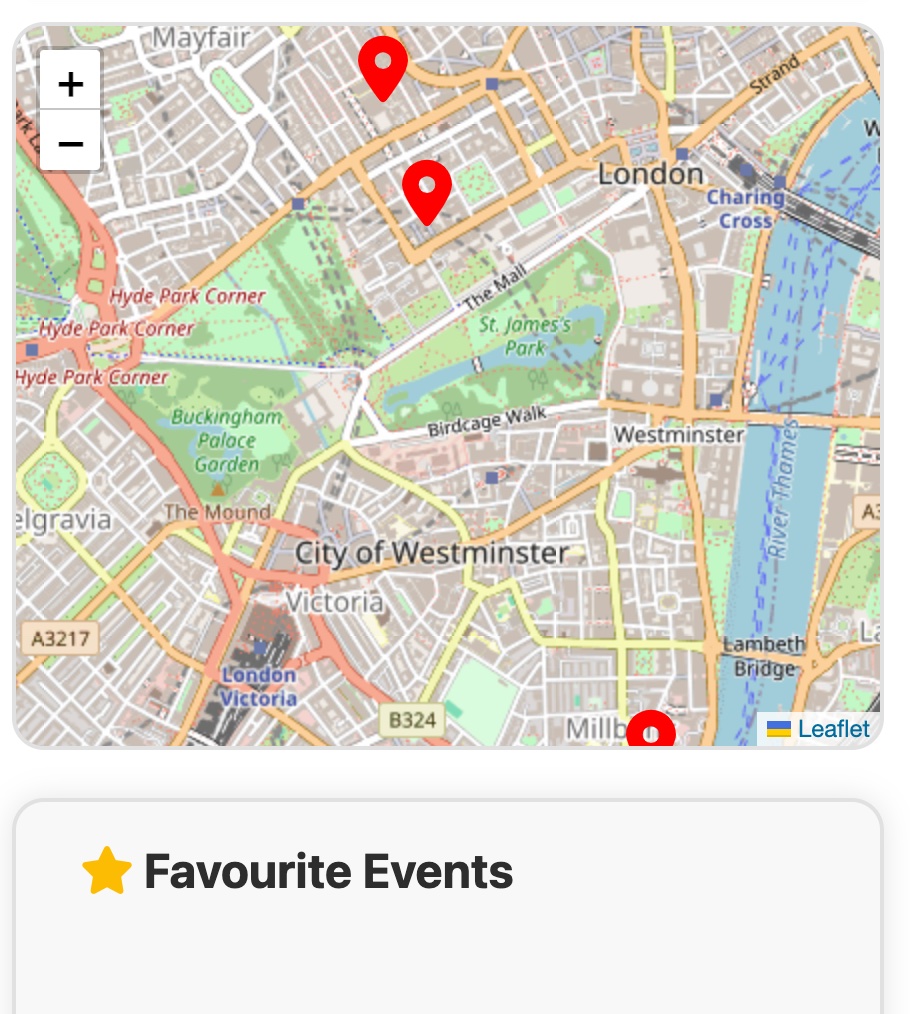 Mayfair
+
−
Strand
London
Charing
Cross
Hyde Park Corner
The Mall
Hyde Park Corner
St. James's
Park
Hyde Park Corner
Buckingham
Palace
Garden
Birdcage Walk
Westminster
River Thames
The Mound
elgravia
City of Westminster
Victoria
A3217
Lambeth
Bridge
London
Victoria
B324
Leaflet
Favourite Events